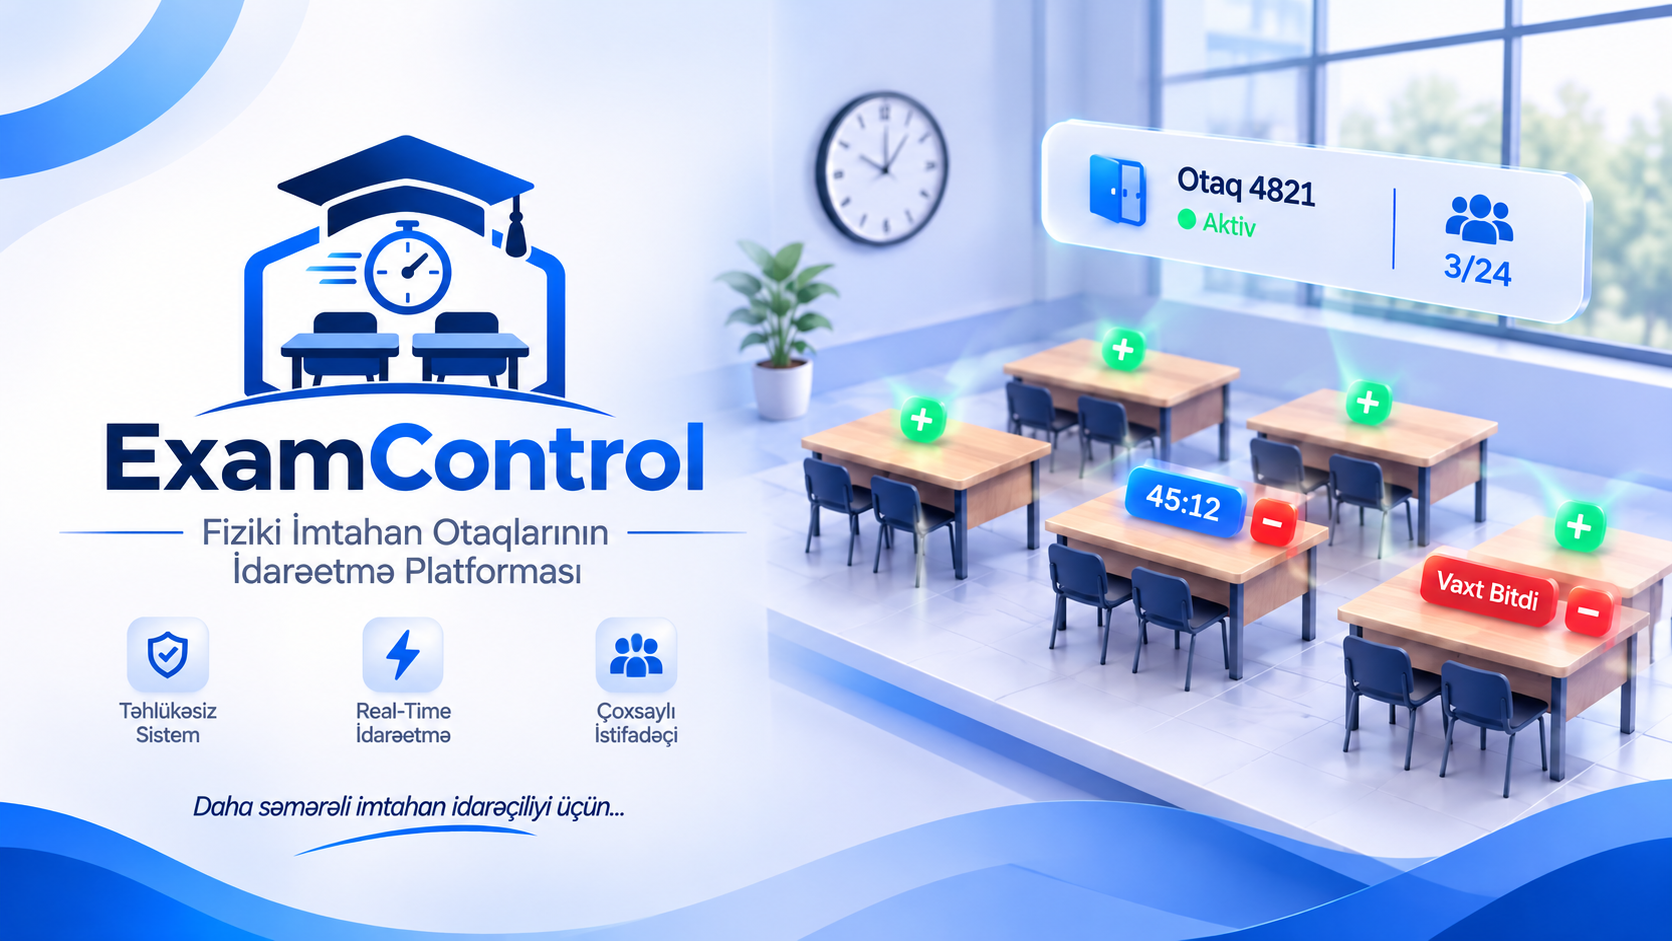 ExamControl
Fiziki İmtahan Otaqlarının
İdarəetmə Platforması
Təhlükəsiz
Sistem
Real-Time
İdarəetmə
Çoxsaylı
İstifadəçi
Daha səmərəli imtahan idarəçiliyi üçün...
Otaq 4821
Aktiv
3/24
45:12
Vaxt Bitdi